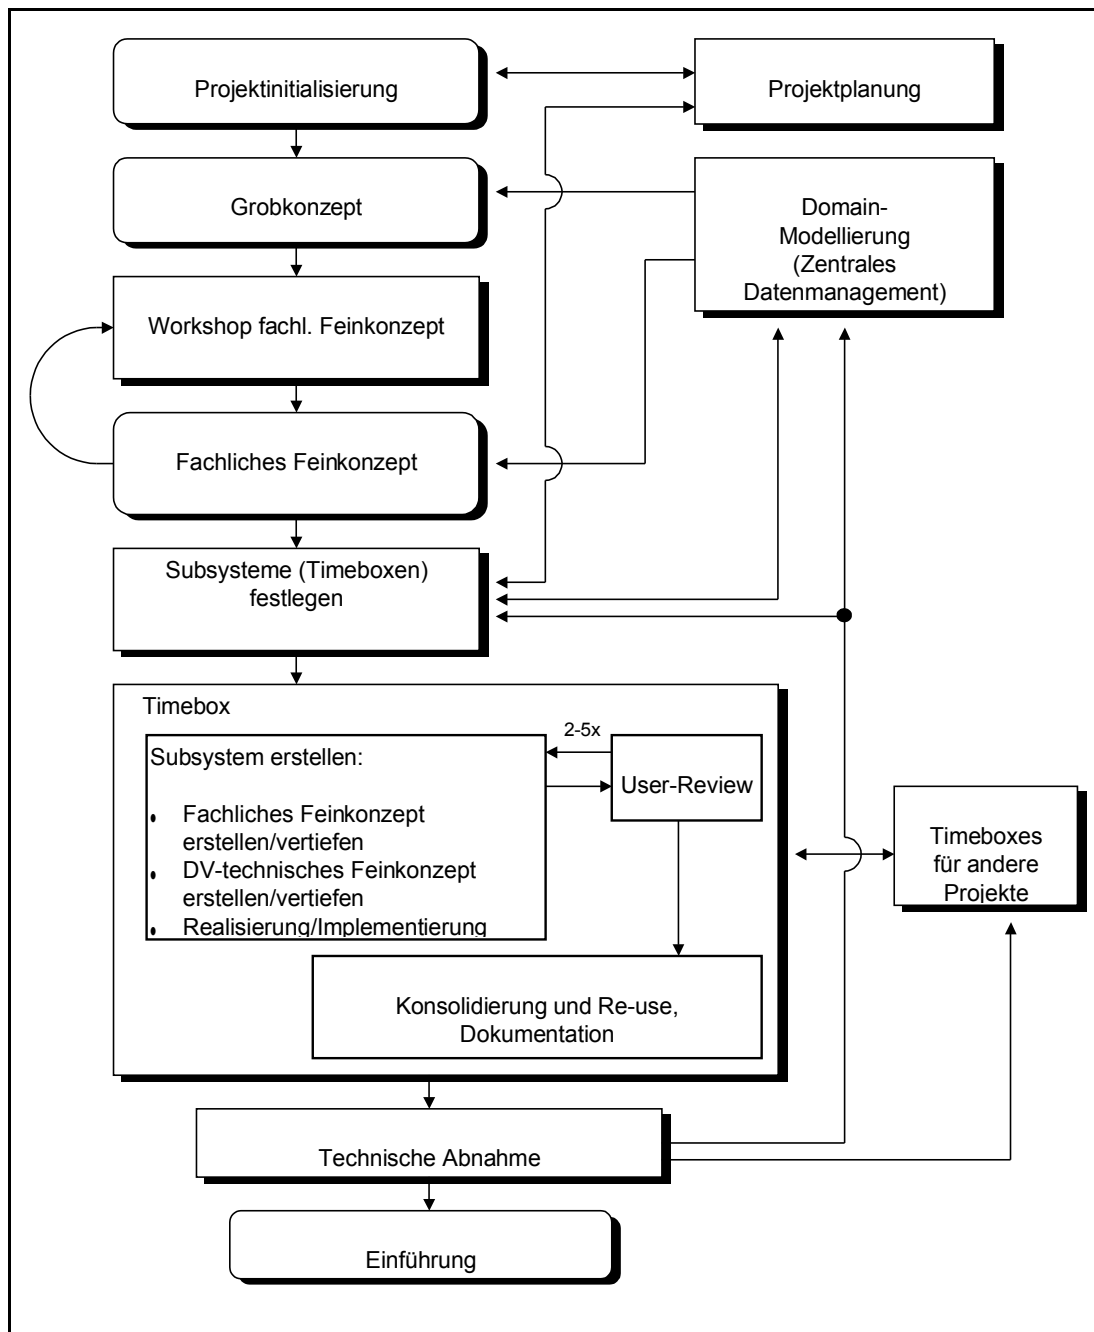 Projektinitialisierung
Projektplanung
Grobkonzept
Domain-
Modellierung
(Zentrales
Datenmanagement)
Workshop fachl. Feinkonzept
Fachliches Feinkonzept
Subsysteme (Timeboxen)
festlegen
Timebox
2-5x
Subsystem erstellen:
User-Review
• Fachliches Feinkonzept
erstellen/vertiefen
• DV-technisches Feinkonzept
erstellen/vertiefen
• Realisierung/Implementierung
Timeboxes
für andere
Projekte
Konsolidierung und Re-use,
Dokumentation
Technische Abnahme
Einführung